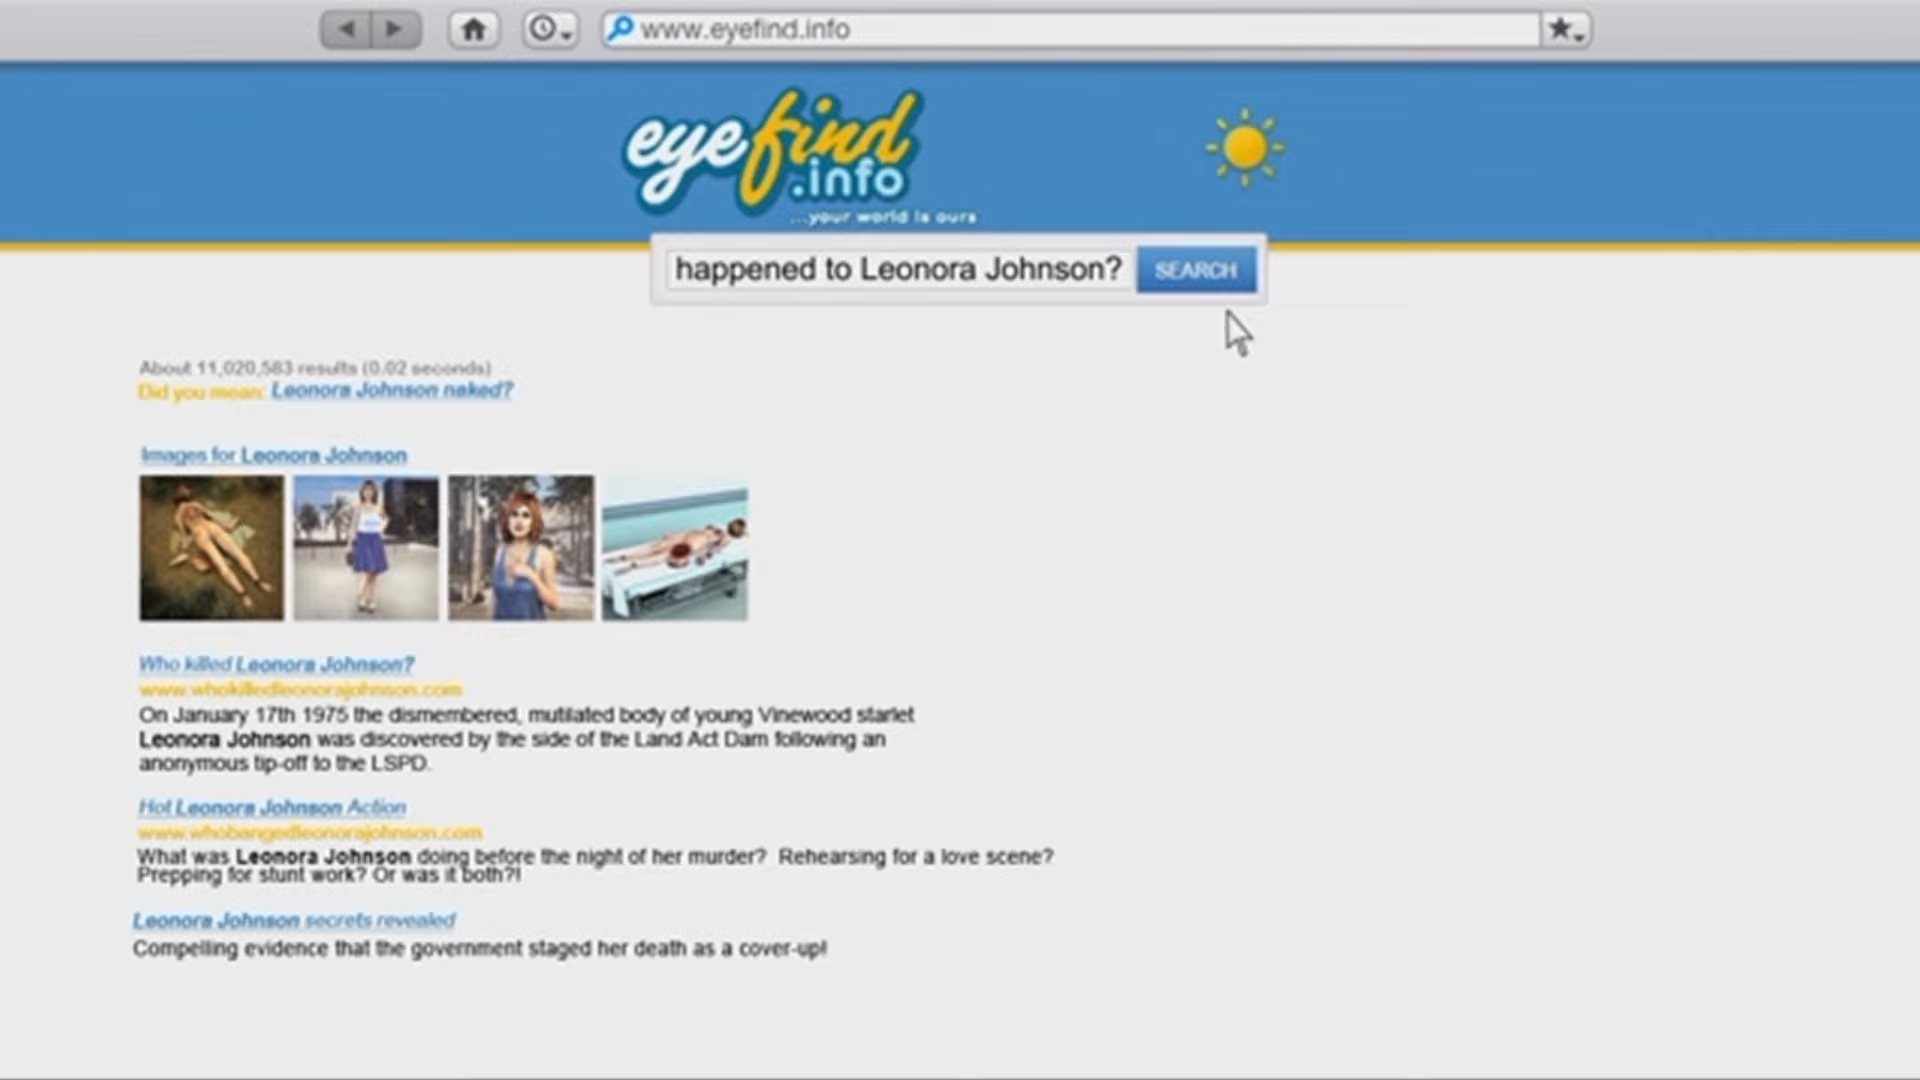 www.eyefind.info
eyefind
.info
...your world is ours
happened to Leonora Johnson?
SEARCH
About 11,020,583 results (0.02 seconds)
Did you mean: Leonora Johnson naked?
Images for Leonora Johnson
Who killed Leonora Johnson?
www.whokilledleonorajohnson.com
On January 17th 1975 the dismembered, mutilated body of young Vinewood starlet
Leonora Johnson was discovered by the side of the Land Act Dam following an
anonymous tip-off to the LSPD.
Hot Leonora Johnson Action
www.whobangedleonorajohnson.com
What was Leonora Johnson doing before the night of her murder? Rehearsing for a love scene?
Prepping for stunt work? Or was it both?!
Leonora Johnson secrets revealed
Compelling evidence that the government staged her death as a cover-up!